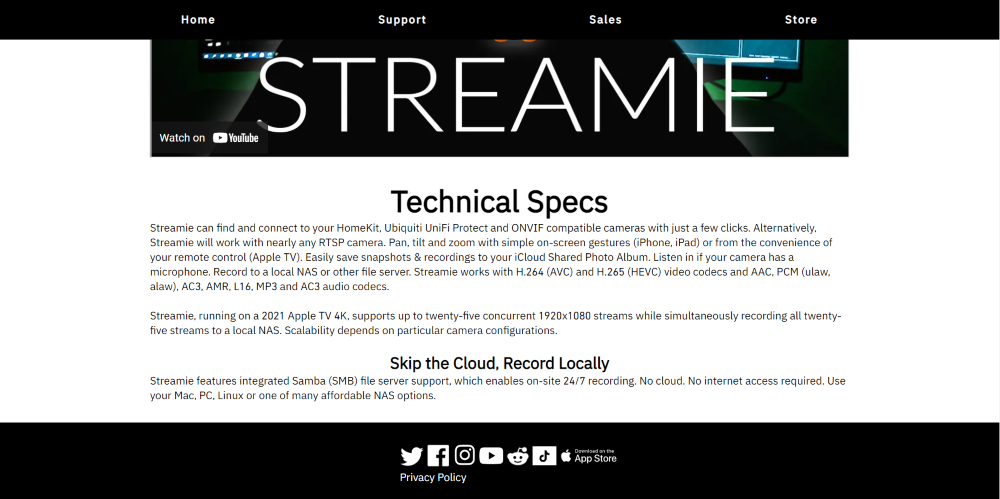 Home Support Sales Store
STREAMIE
Watch on YouTube
Technical Specs
Streamie can find and connect to your HomeKit, Ubiquiti UniFi Protect and ONVIF compatible cameras with just a few clicks. Alternatively,
Streamie will work with nearly any RTSP camera. Pan, tilt and zoom with simple on-screen gestures (iPhone, iPad) or from the convenience of
your remote control (Apple TV). Easily save snapshots & recordings to your iCloud Shared Photo Album. Listen in if your camera has a
microphone. Record to a local NAS or other file server. Streamie works with H.264 (AVC) and H.265 (HEVC) video codecs and AAC, PCM (ulaw,
alaw), AC3, AMR, L16, MP3 and AC3 audio codecs.
Streamie, running on a 2021 Apple TV 4K, supports up to twenty-five concurrent 1920x1080 streams while simultaneously recording all twenty-
five streams to a local NAS. Scalability depends on particular camera configurations.
Skip the Cloud, Record Locally
Streamie features integrated Samba (SMB) file server support, which enables on-site 24/7 recording. No cloud. No internet access required. Use
your Mac, PC, Linux or one of many affordable NAS options.
Download on the
App Store
Privacy Policy